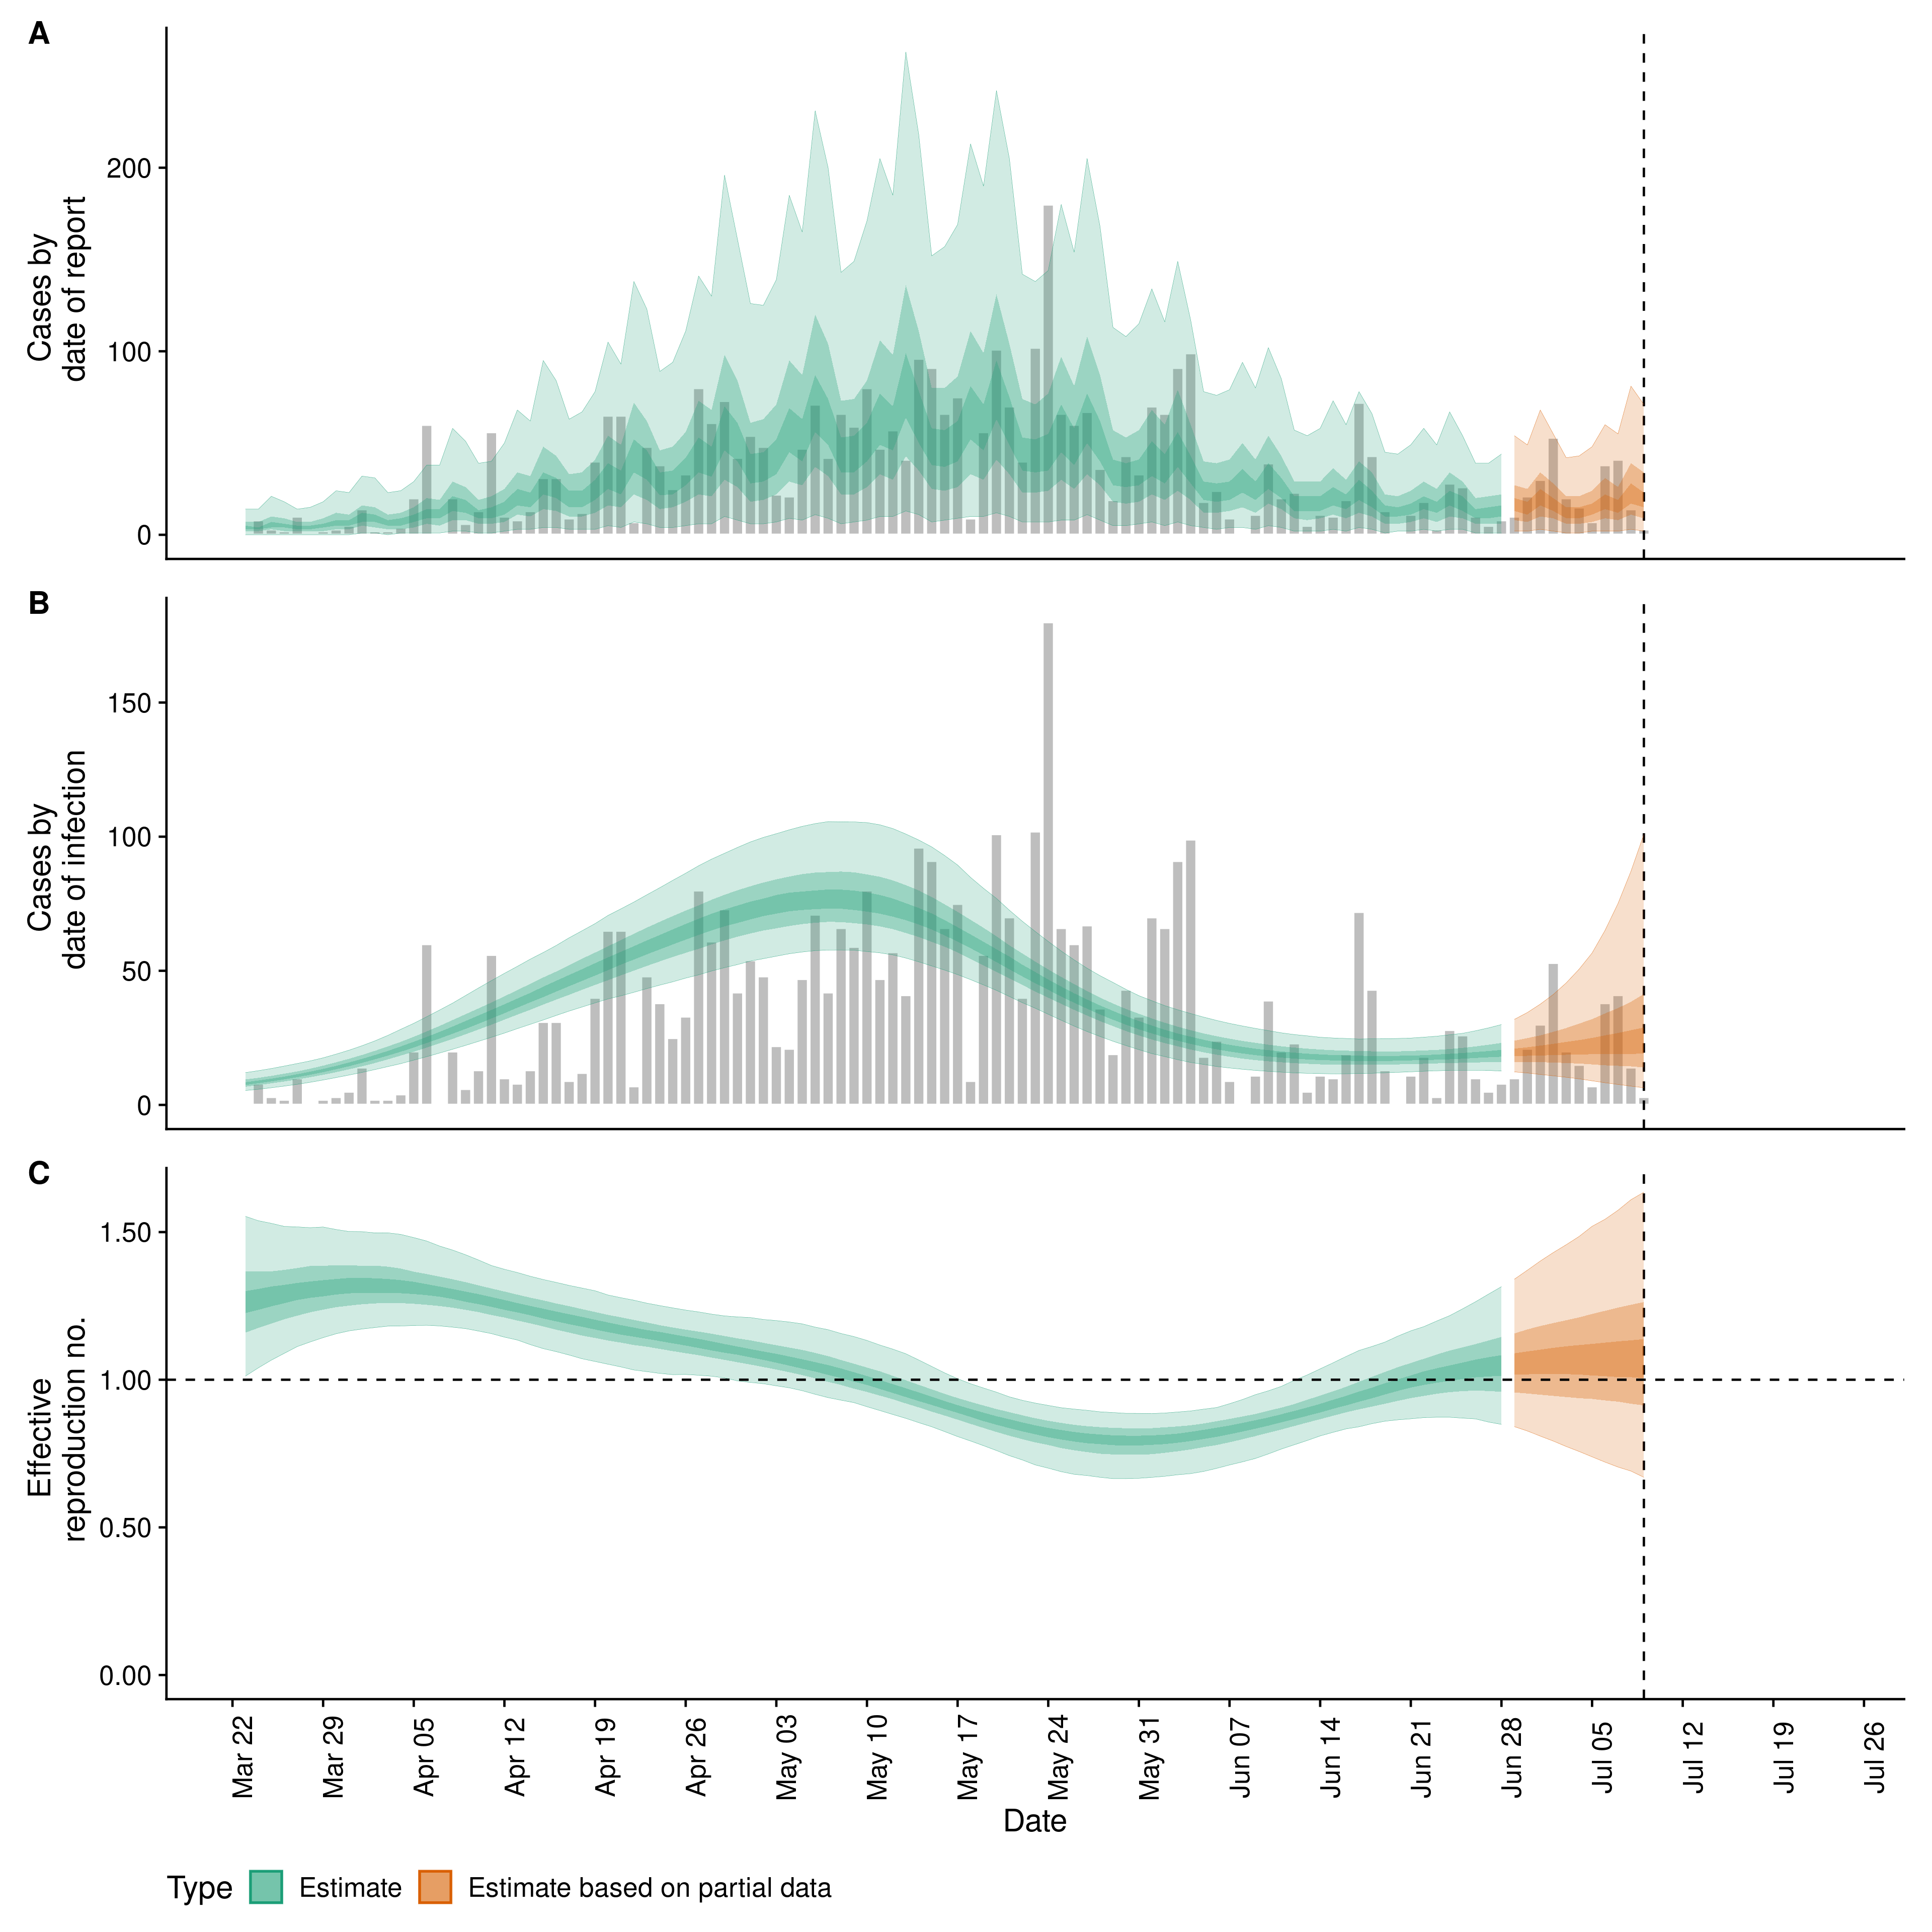 A
Cases by
date of report
200
100
0
B
Cases by
date of infection
150
100
50
0
C
Effective
reproduction no.
1.50
1.00
0.50
0.00
Mar 22
Mar 29
Apr 05
Apr 12
Apr 19
Apr 26
May 03
May 10
May 17
May 24
May 31
Jun 07
Jun 14
Jun 21
Jun 28
Jul 05
Jul 12
Jul 19
Jul 26
Date
Type Estimate Estimate based on partial data